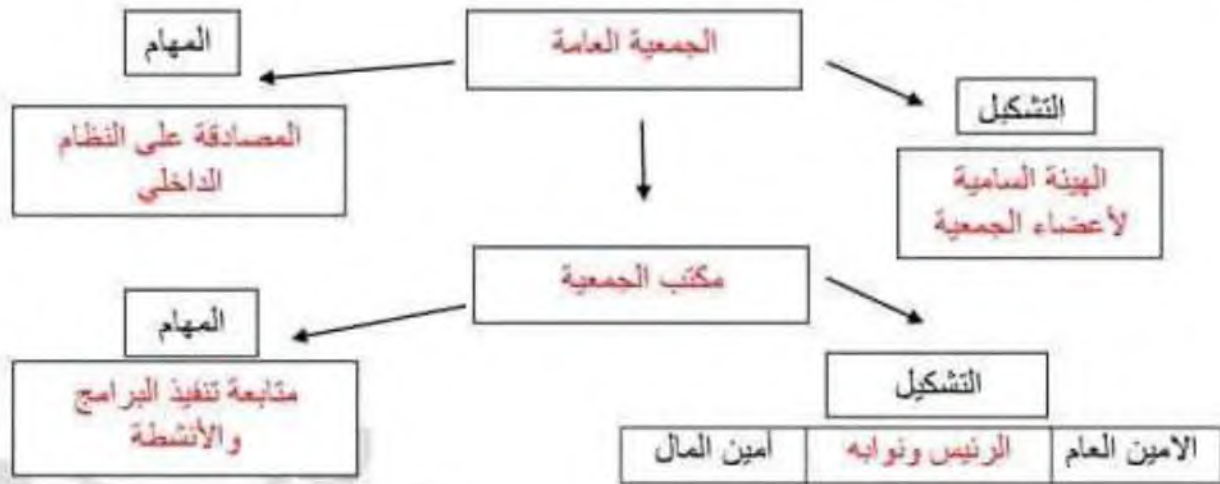 الجمعية العامة
المهام
التشكيل
المصادقة على النظام
الداخلي
الهيئة السامية
لأعضاء الجمعية
مكتب الجمعية
المهام
متابعة تنفيذ البرامج
والأنشطة
التشكيل
الامين العام
الرئيس ونوابه
أمين المال